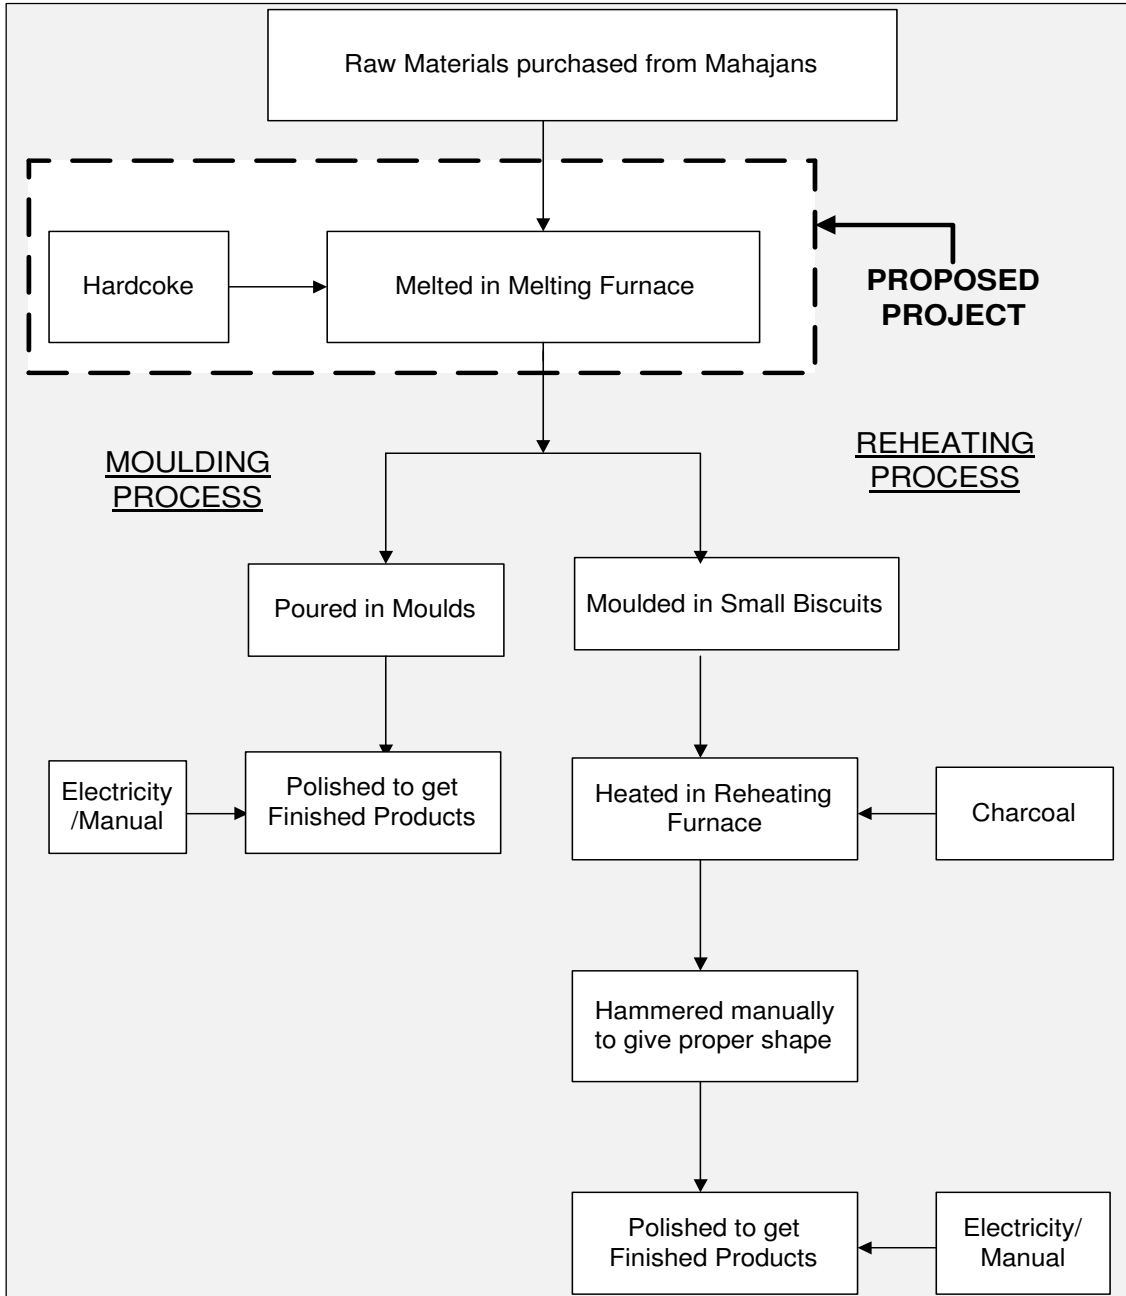 Raw Materials purchased from Mahajans
Hardcoke
Melted in Melting Furnace
PROPOSED
PROJECT
MOULDING
PROCESS
REHEATING
PROCESS
Poured in Moulds
Moulded in Small Biscuits
Electricity
/Manual
Polished to get
Finished Products
Heated in Reheating
Furnace
Charcoal
Hammered manually
to give proper shape
Polished to get
Finished Products
Electricity/
Manual